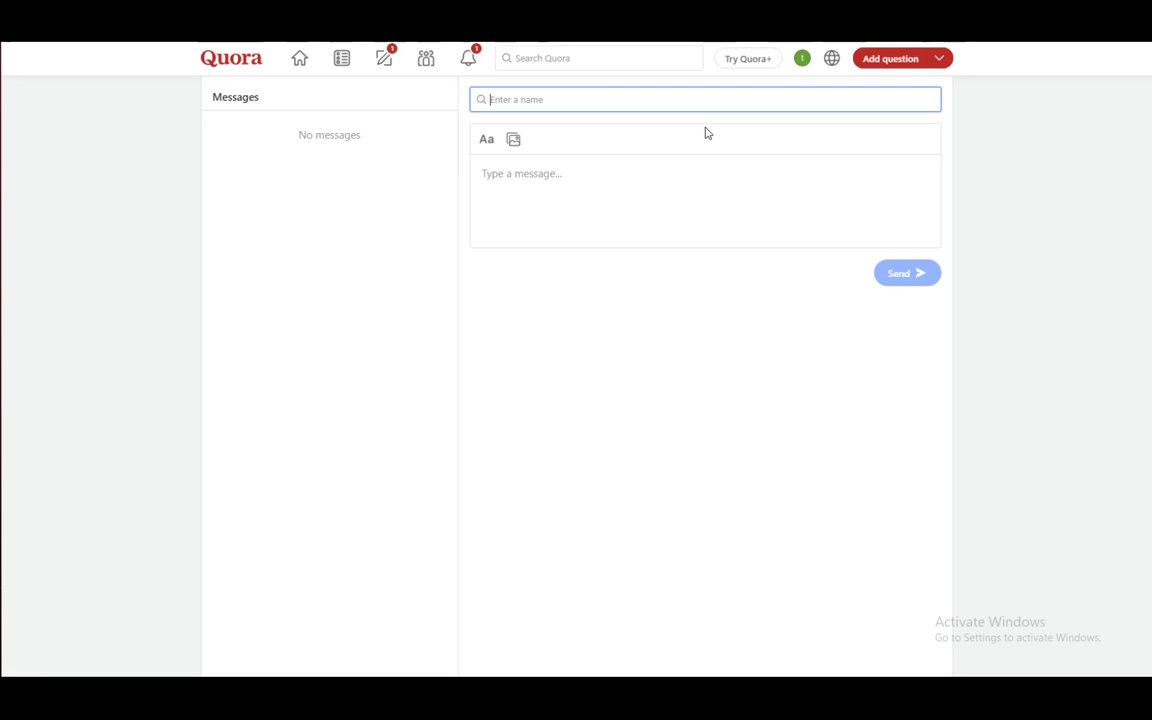 Quora
1
1
Search Quora
Try Quora+
t
Add question
Messages
No messages
Enter a name
Aa
Type a message...
Send
Activate Windows
Go to Settings to activate Windows.